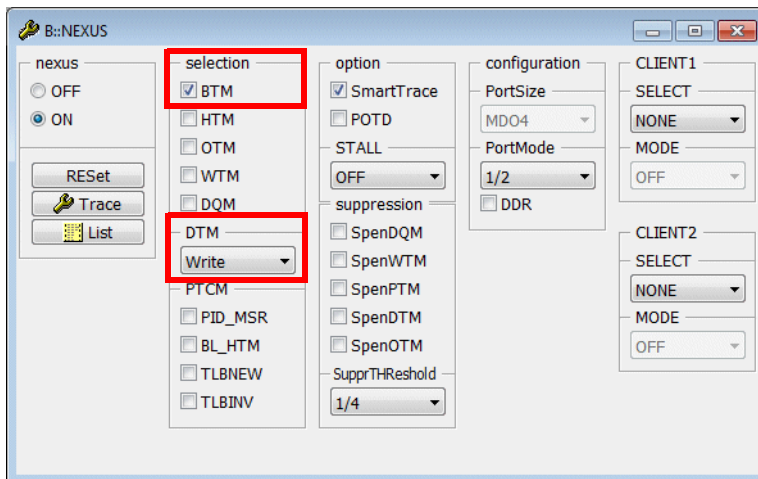 B::NEXUS
nexus
OFF
ON
RESet
Trace
List
selection
BTM
HTM
OTM
WTM
DQM
DTM
Write
PTCM
PID_MSR
BL_HTM
TLBNEW
TLBINV
option
SmartTrace
POTD
STALL
OFF
suppression
SpenDQM
SpenWTM
SpenPTM
SpenDTM
SpenOTM
SupprTHReshold
1/4
configuration
PortSize
MDO4
PortMode
1/2
DDR
CLIENT1
SELECT
NONE
MODE
OFF
CLIENT2
SELECT
NONE
MODE
OFF